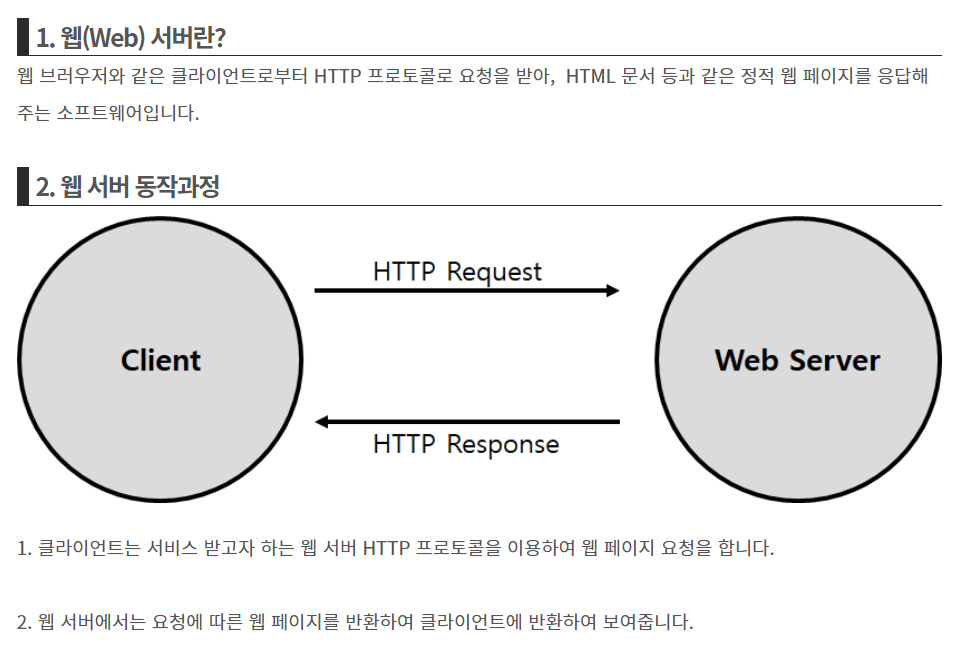 1. 웹(Web) 서버란?
웹 브러우저와 같은 클라이언트로부터 HTTP 프로토콜로 요청을 받아, HTML 문서 등과 같은 정적 웹 페이지를 응답해
주는 소프트웨어입니다.
2. 웹 서버 동작과정
HTTP Request
Client
Web Server
HTTP Response
1. 클라이언트는 서비스 받고자 하는 웹 서버 HTTP 프로토콜을 이용하여 웹 페이지 요청을 합니다.
2. 웹 서버에서는 요청에 따른 웹 페이지를 반환하여 클라이언트에 반환하여 보여줍니다.